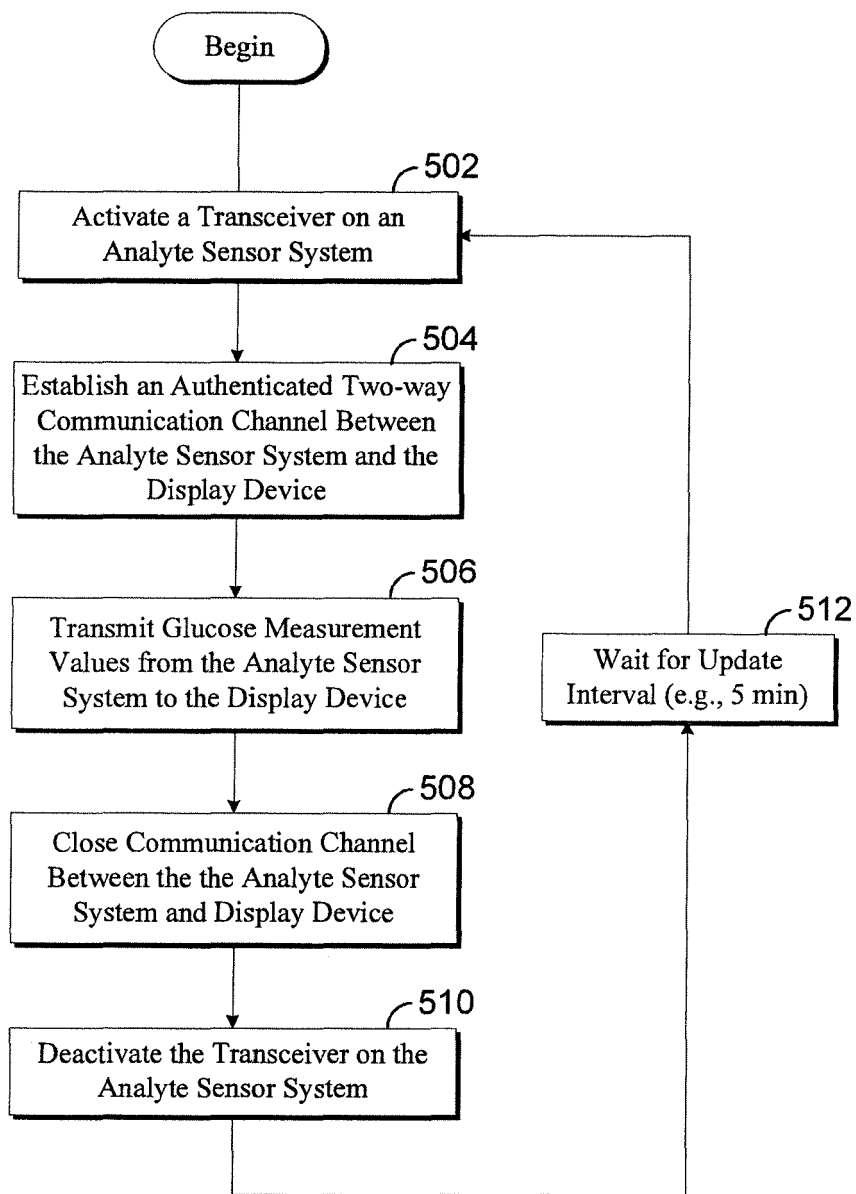 Begin
502
Activate a Transceiver on an
Analyte Sensor System
504
Establish an Authenticated Two-way
Communication Channel Between
the Analyte Sensor System and the
Display Device
506
Transmit Glucose Measurement
Values from the Analyte Sensor
System to the Display Device
512
Wait for Update
Interval (e.g., 5 min)
508
Close Communication Channel
Between the the Analyte Sensor
System and Display Device
510
Deactivate the Transceiver on the
Analyte Sensor System